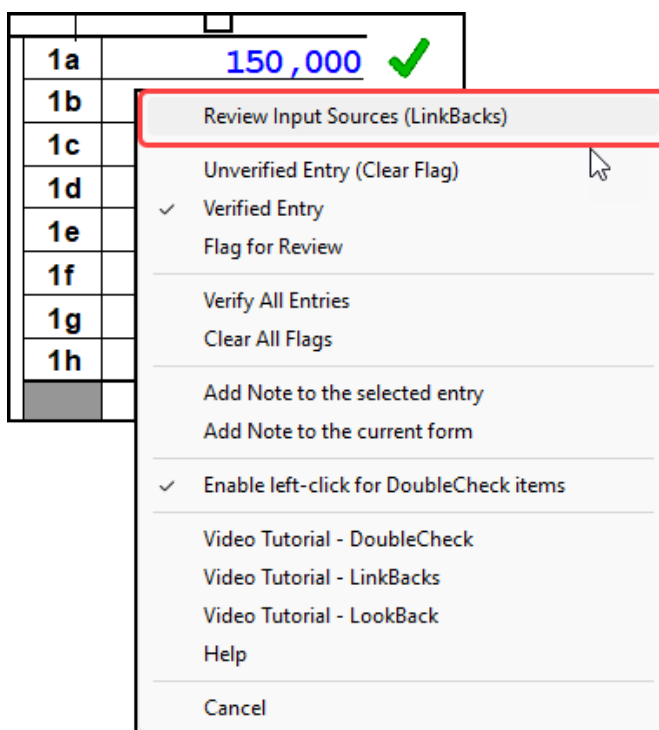 1a 150,000
1b
1c
1d
1e
1f
1g
1h
Review Input Sources (LinkBacks)
Unverified Entry (Clear Flag)
Verified Entry
Flag for Review
Verify All Entries
Clear All Flags
Add Note to the selected entry
Add Note to the current form
Enable left-click for DoubleCheck items
Video Tutorial - DoubleCheck
Video Tutorial - LinkBacks
Video Tutorial - LookBack
Help
Cancel